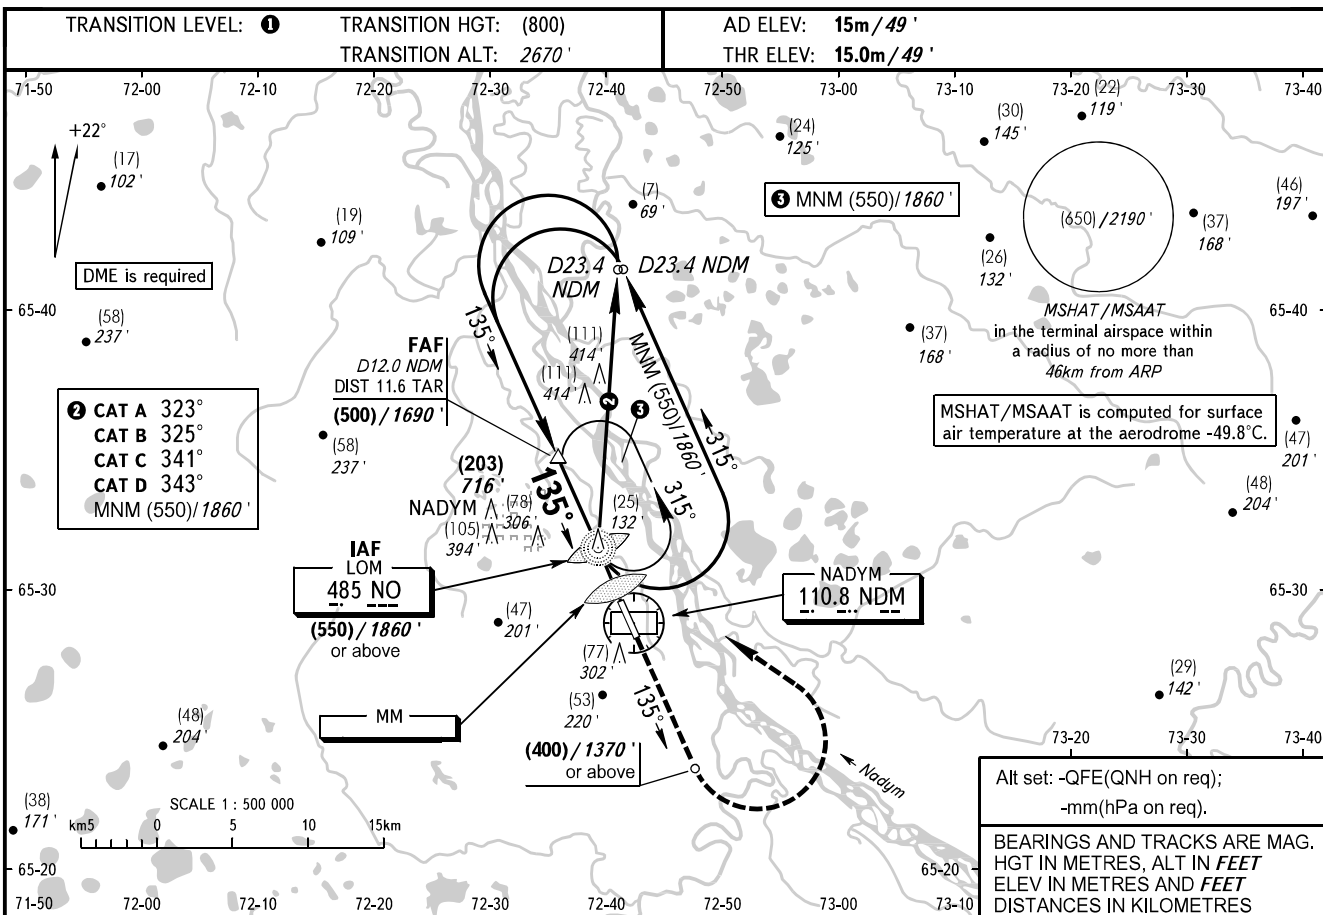 TRANSITION LEVEL: ❶ TRANSITION HGT: (800)
TRANSITION ALT: 2670 '
AD ELEV: 15m/49 '
THR ELEV: 15.0m/49 '
71-50 72-00 72-10 72-20 72-30 72-40 72-50 73-00 73-10 73-20 73-30 73-40
+22°
(17)
102 '
(19)
109 '
(7)
69 '
(24)
125 '
(30)
145 '
(22)
119 '
(46)
197 '
(37)
168 '
(26)
132 '
❸ MNM (550)/1860 '
(650)/2190 '
MSHAT/MSAAT
in the terminal airspace within
a radius of no more than
46km from ARP
DME is required
65-40
65-40
(58)
237 '
D23.4
NDM
D23.4 NDM
(37)
168 '
135°
FAF
D12.0 NDM
DIST 11.6 TAR
(500)/1690 '
(111)
414 '
(111)
414 '
MNM (550)/1860 '
315°
❷
❸
MSHAT/MSAAT is computed for surface
air temperature at the aerodrome -49.8°C.
❷ CAT A 323°
CAT B 325°
CAT C 341°
CAT D 343°
MNM (550)/1860 '
(58)
237 '
(47)
201 '
(48)
204 '
(203)
716 '
NADYM
(78)
306 '
(105)
394 '
135°
(25)
132 '
315°
IAF
LOM
485 NO
(550)/1860 '
or above
NADYM
110.8 NDM
65-30
65-30
(47)
201 '
(77)
302 '
(53)
220 '
MM
135°
(400)/1370 '
or above
(29)
142 '
(48)
204 '
Nadym
73-20 73-30 73-40
(38)
171 '
SCALE 1 : 500 000
km5 0 5 10 15km
Alt set: -QFE(QNH on req);
-mm(hPa on req).
BEARINGS AND TRACKS ARE MAG.
HGT IN METRES, ALT IN FEET
ELEV IN METRES AND FEET
DISTANCES IN KILOMETRES
65-20
65-20
71-50 72-00 72-10 72-20 72-30 72-40 72-50 73-00 73-10